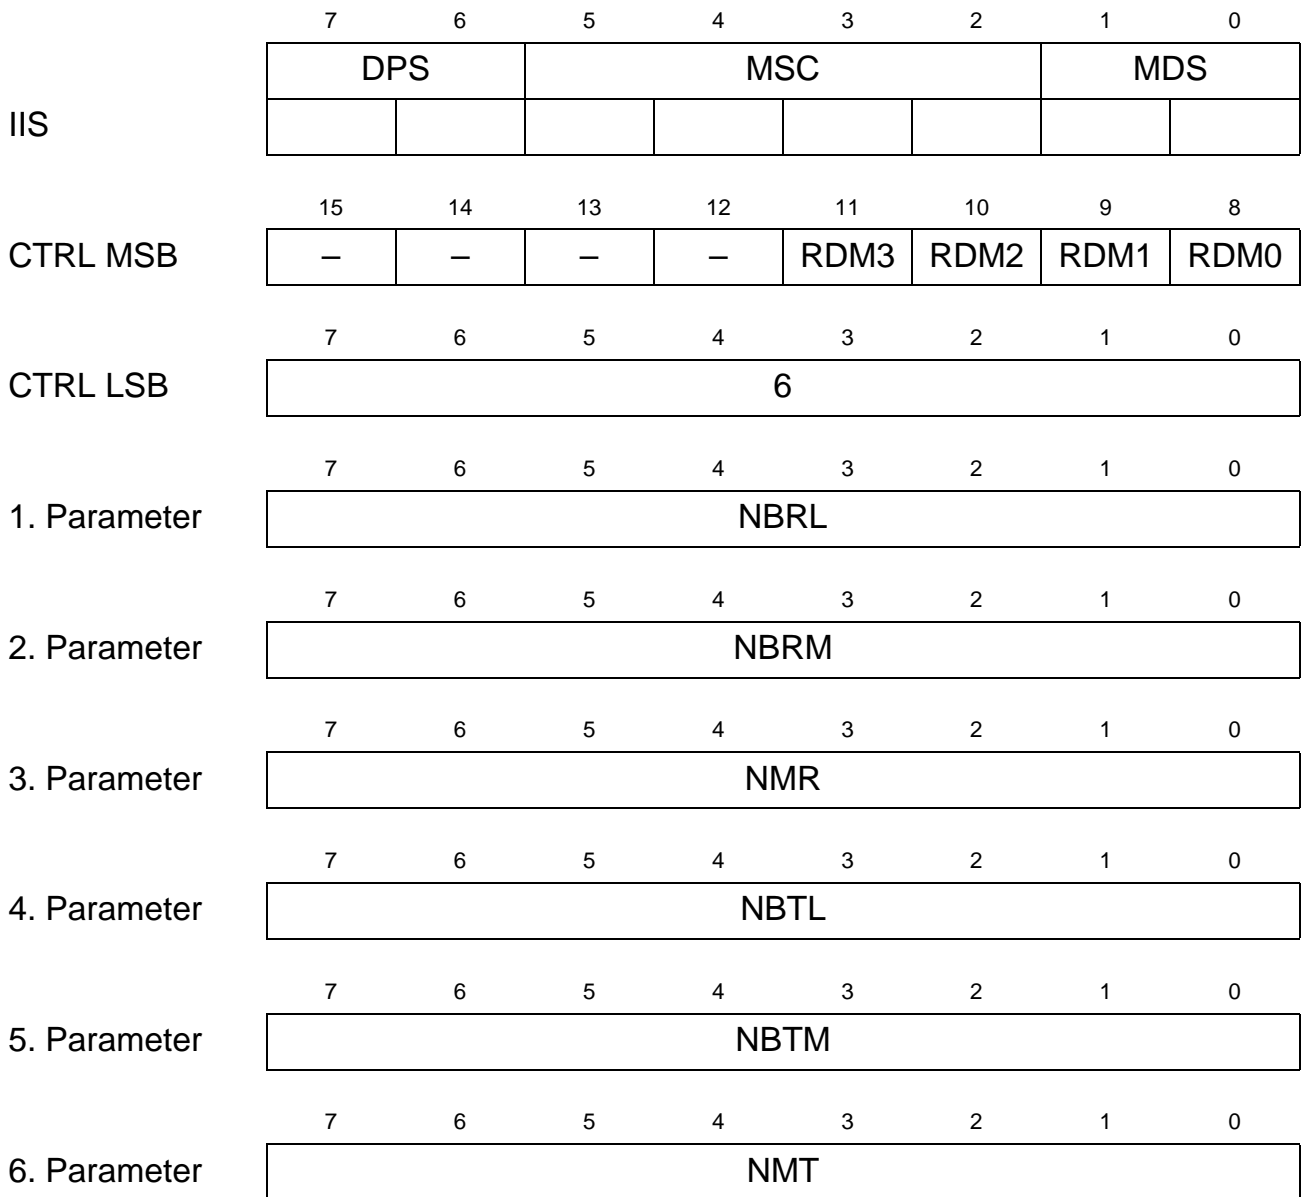 7 6 5 4 3 2 1 0
DPS MSC MDS
IIS
15 14 13 12 11 10 9 8
CTRL MSB – – – – RDM3 RDM2 RDM1 RDM0
7 6 5 4 3 2 1 0
CTRL LSB 6
7 6 5 4 3 2 1 0
1. Parameter NBRL
7 6 5 4 3 2 1 0
2. Parameter NBRM
7 6 5 4 3 2 1 0
3. Parameter NMR
7 6 5 4 3 2 1 0
4. Parameter NBTL
7 6 5 4 3 2 1 0
5. Parameter NBTM
7 6 5 4 3 2 1 0
6. Parameter NMT